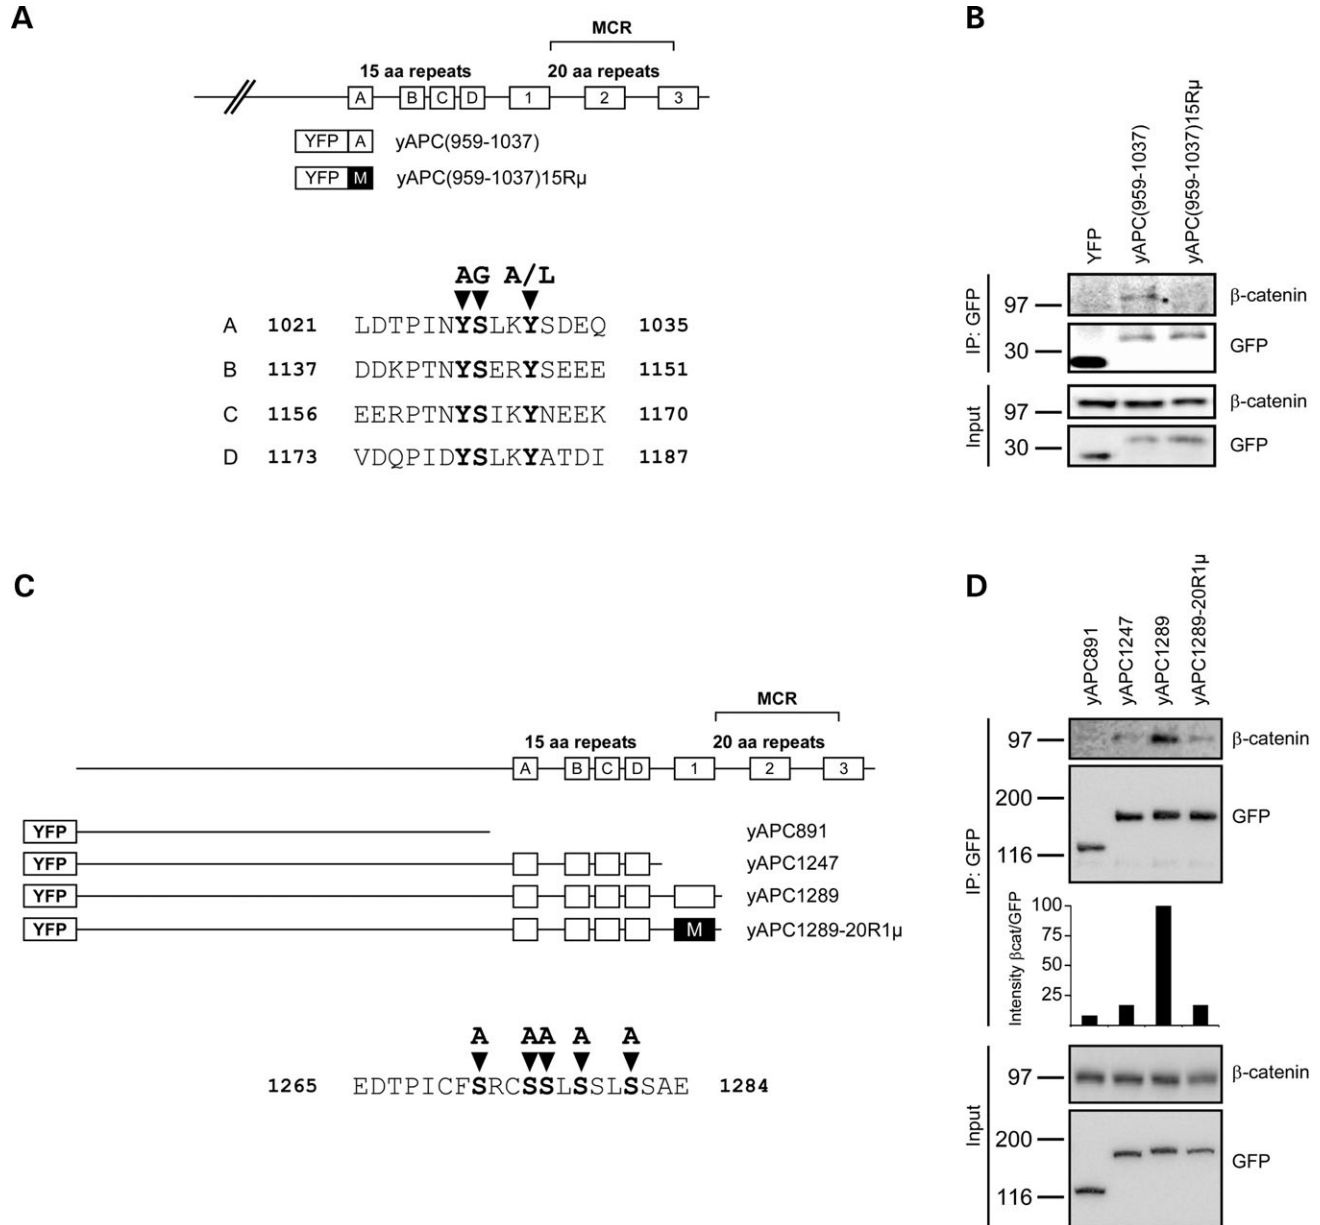 A
MCR
15 aa repeats 20 aa repeats
A B C D 1 2 3
YFP A yAPC(959-1037)
YFP M yAPC(959-1037)15Rµ
AG A/L
A 1021 LDTPINYSLKYSDEQ 1035
B 1137 DDKPTNYSERYSEEE 1151
C 1156 EERPTNYSIKYNEEK 1170
D 1173 VDQPIDYSLKYATDI 1187
B
YFP
yAPC(959-1037)
yAPC(959-1037)15Rµ
IP: GFP
97 β-catenin
30 GFP
Input
97 β-catenin
30 GFP
C
MCR
15 aa repeats 20 aa repeats
A B C D 1 2 3
YFP yAPC891
YFP yAPC1247
YFP yAPC1289
YFP M yAPC1289-20R1µ
A AA A A
1265 EDTPICFSRCSSLSSLSSAE 1284
D
yAPC891
yAPC1247
yAPC1289
yAPC1289-20R1µ
IP: GFP
97 β-catenin
200
GFP
116
Intensity βcat/GFP
100
75
50
25
Input
97 β-catenin
200
GFP
116